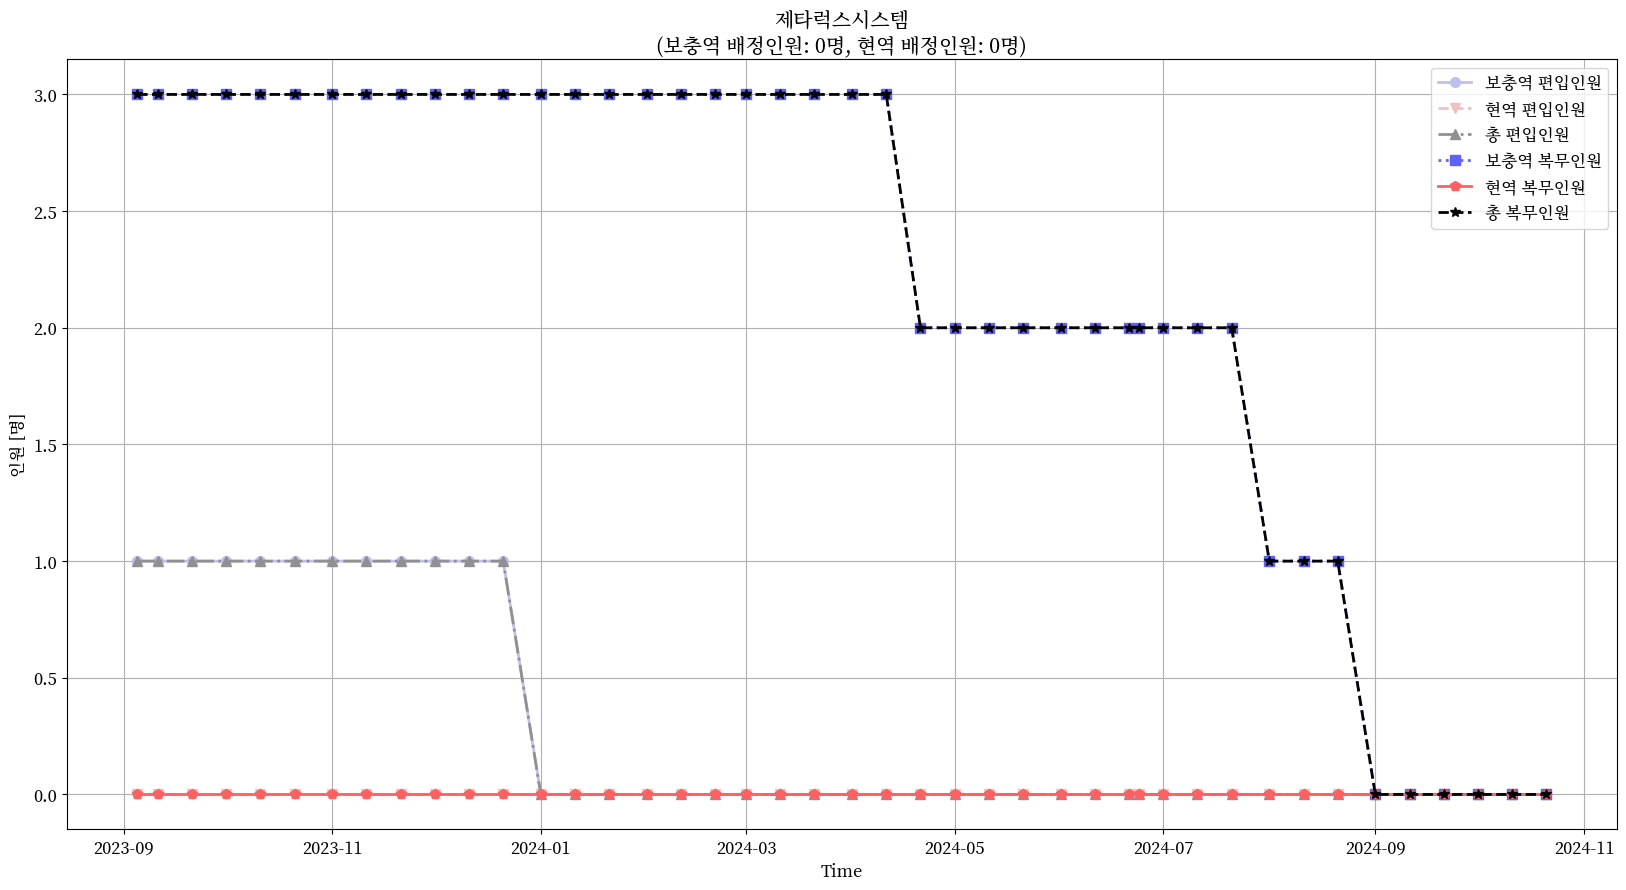 제타럭스시스템
(보충역 배정인원: 0명, 현역 배정인원: 0명)
보충역 편입인원
현역 편입인원
총 편입인원
보충역 복무인원
현역 복무인원
총 복무인원
인원 [명]
3.0
2.5
2.0
1.5
1.0
0.5
0.0
2023-09
2023-11
2024-01
2024-03
2024-05
2024-07
2024-09
2024-11
Time